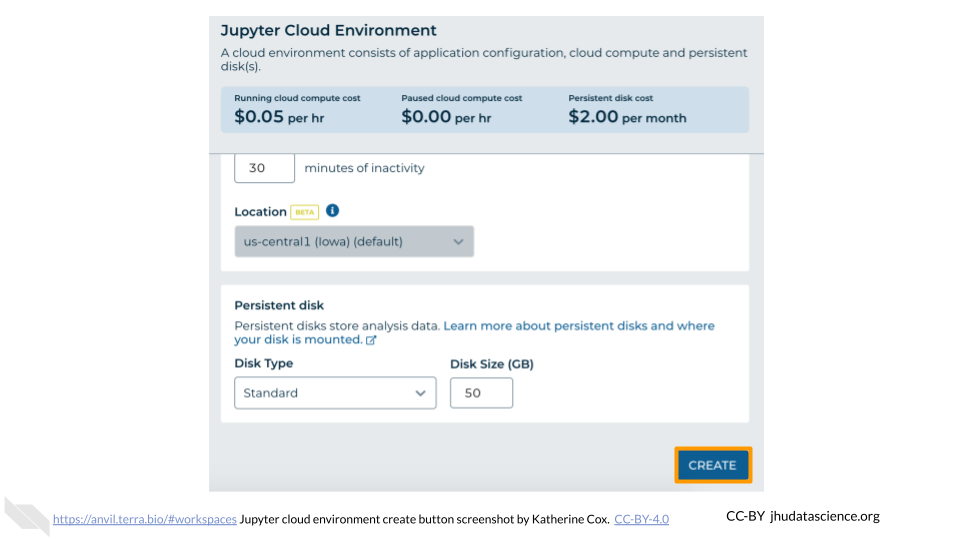 Jupyter Cloud Environment
A cloud environment consists of application configuration, cloud compute and persistent
disk(s).
Running cloud compute cost
$0.05 per hr
Paused cloud compute cost
$0.00 per hr
Persistent disk cost
$2.00 per month
30 minutes of inactivity
Location BETA i
us-central1 (Iowa) (default)
Persistent disk
Persistent disks store analysis data. Learn more about persistent disks and where
your disk is mounted.
Disk Type
Standard
Disk Size (GB)
50
CREATE
https://anvil.terra.bio/#workspaces Jupyter cloud environment create button screenshot by Katherine Cox. CC-BY-4.0
CC-BY jhudatascience.org